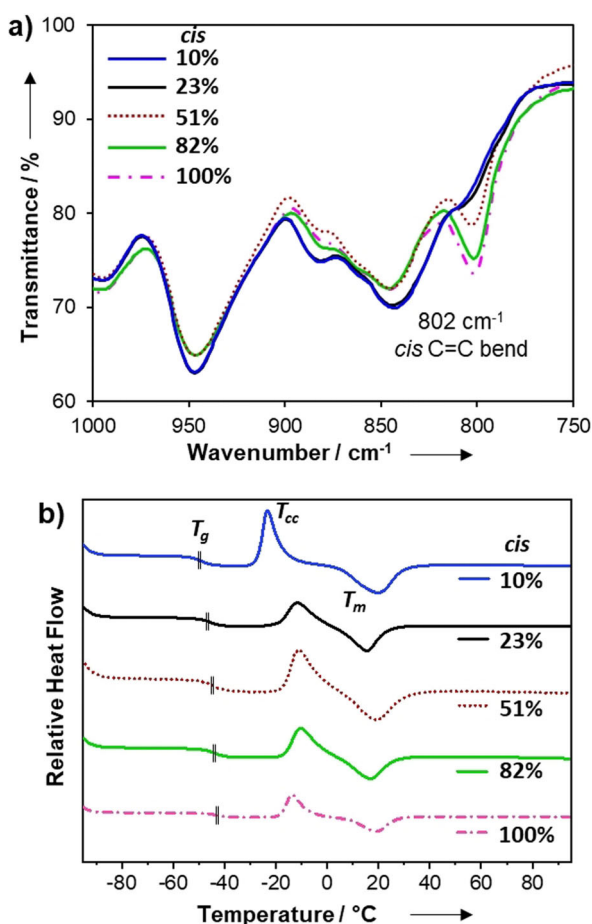 a)
100
90
80
70
60
Transmittance / %
cis
10%
23%
51%
82%
100%
802 cm⁻¹
cis C=C bend
1000
950
900
850
800
750
Wavenumber / cm⁻¹
b)
Relative Heat Flow
Tg
Tcc
Tm
cis
10%
23%
51%
82%
100%
-80
-60
-40
-20
0
20
40
60
80
Temperature / °C